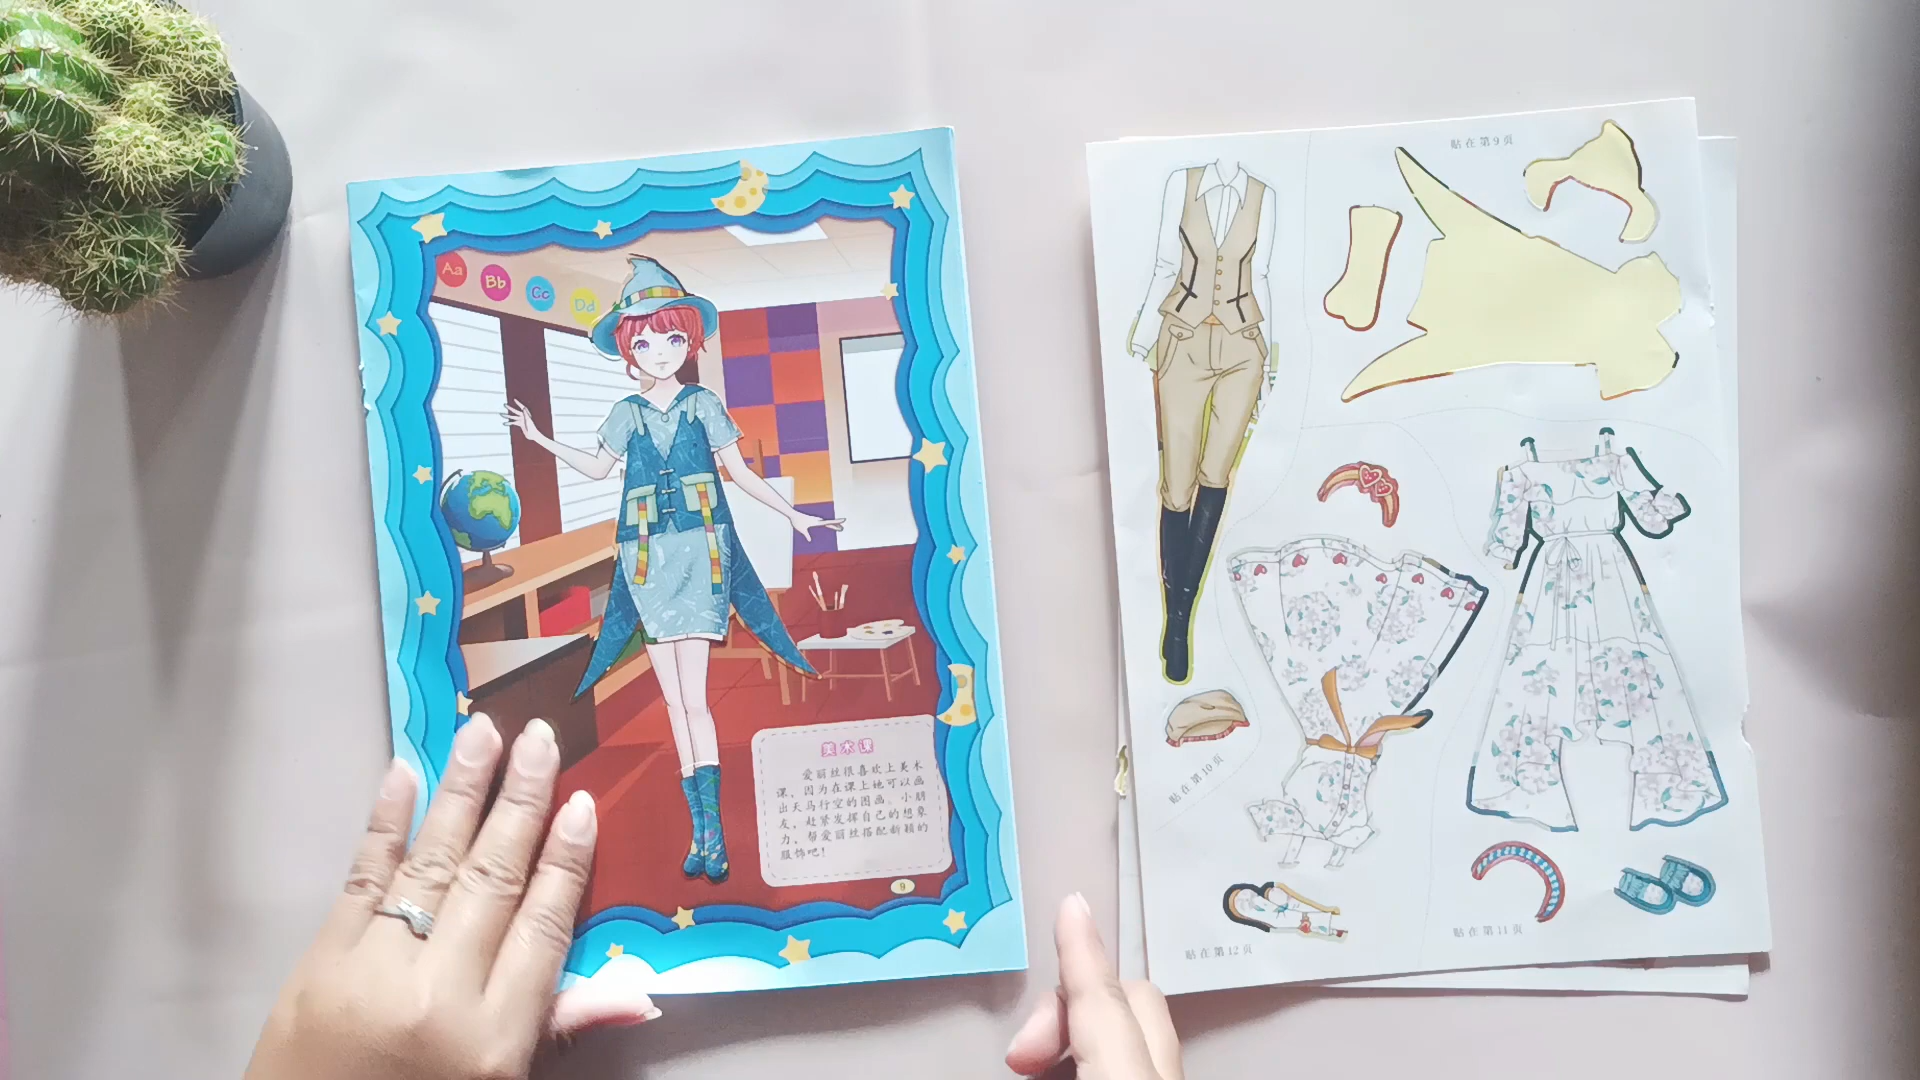 Aa
Bb
Cc
Dd
美术课
爱丽丝很喜欢上美术
课，因为在课上她可以画
出天马行空的图画。小朋
友，赶紧发挥自己的想象
力，帮爱丽丝搭配新颖的
服饰吧！
9
贴在第9页
贴在第10页
贴在第11页
贴在第12页